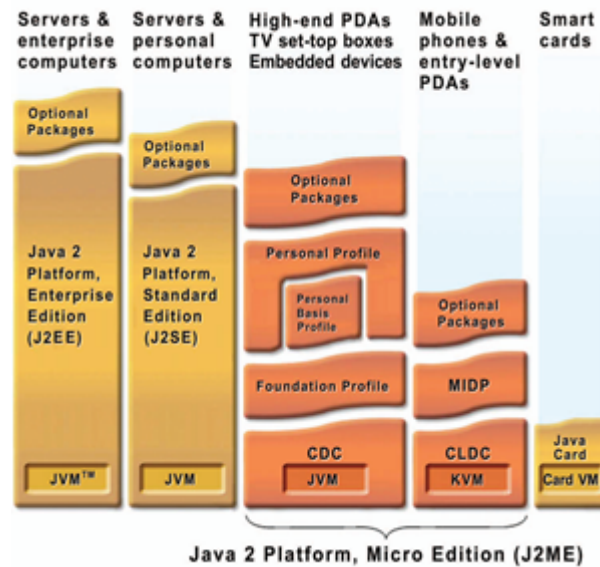 Servers &
enterprise
computers
Servers &
personal
computers
High-end PDAs
TV set-top boxes
Embedded devices
Mobile
phones &
entry-level
PDAs
Smart
cards
Optional
Packages
Java 2
Platform,
Enterprise
Edition
(J2EE)
JVM™
Optional
Packages
Java 2
Platform,
Standard
Edition
(J2SE)
JVM
Optional
Packages
Personal Profile
Personal
Basis
Profile
Foundation Profile
CDC
JVM
Optional
Packages
MIDP
CLDC
KVM
Java
Card
Card VM
Java 2 Platform, Micro Edition (J2ME)